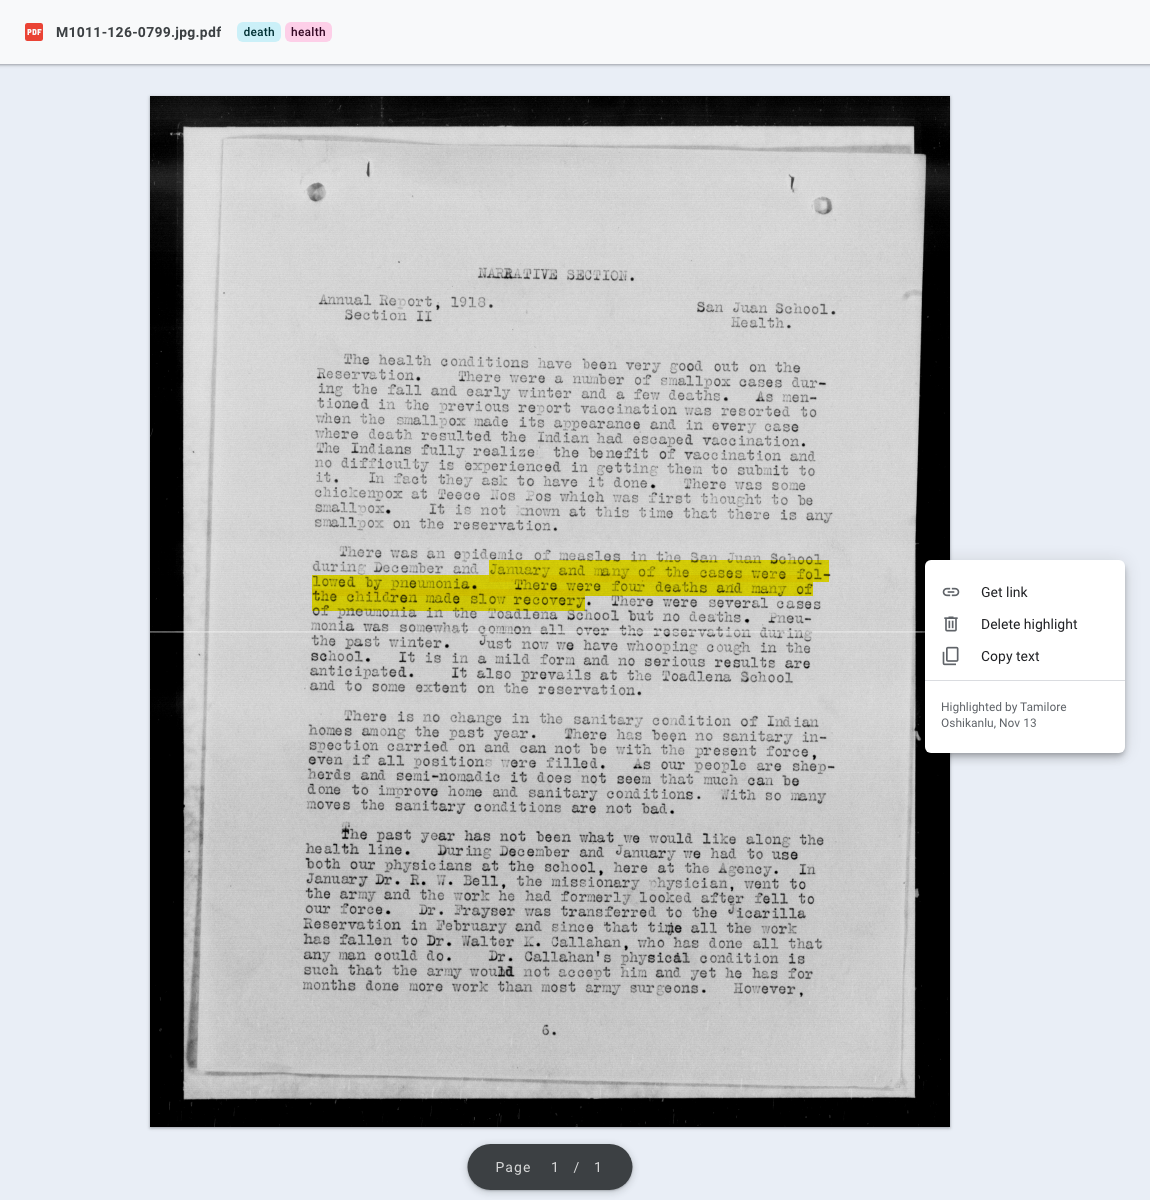 PDF M1011-126-0799.jpg.pdf death health
NARRATIVE SECTION.
Annual Report, 1918. San Juan School.
Section II Health.
The health conditions have been very good out on the
Reservation. There were a number of smallpox cases dur-
ing the fall and early winter and a few deaths. As men-
tioned in the previous report vaccination was resorted to
when the smallpox made its appearance and in every case
where death resulted the Indian had escaped vaccination.
The Indians fully realize the benefit of vaccination and
no difficulty is experienced in getting them to submit to
it. In fact they ask to have it done. There was some
chickenpox at Teece Nos Pos which was first thought to be
smallpox. It is not known at this time that there is any
smallpox on the reservation.
There was an epidemic of measles in the San Juan School
during December and January and many of the cases were fol-
lowed by pneumonia. There were four deaths and many of
the children made slow recovery. There were several cases
of pneumonia in the Toadlena School but no deaths. Pneu-
monia was somewhat common all over the reservation during
the past winter. Just now we have whooping cough in the
school. It is in a mild form and no serious results are
anticipated. It also prevails at the Toadlena School
and to some extent on the reservation.
There is no change in the sanitary condition of Indian
homes among the past year. There has been no sanitary in-
spection carried on and can not be with the present force,
even if all positions were filled. As our people are shep-
herds and semi-nomadic it does not seem that much can be
done to improve home and sanitary conditions. With so many
moves the sanitary conditions are not bad.
The past year has not been what we would like along the
health line. During December and January we had to use
both our physicians at the school, here at the Agency. In
January Dr. R. W. Bell, the missionary physician, went to
the army and the work he had formerly looked after fell to
our force. Dr. Frayser was transferred to the Jicarilla
Reservation in February and since that time all the work
has fallen to Dr. Walter K. Callahan, who has done all that
any man could do. Dr. Callahan's physical condition is
such that the army would not accept him and yet he has for
months done more work than most army surgeons. However,
6.
Get link
Delete highlight
Copy text
Highlighted by Tamilore
Oshikanlu, Nov 13
Page 1 / 1